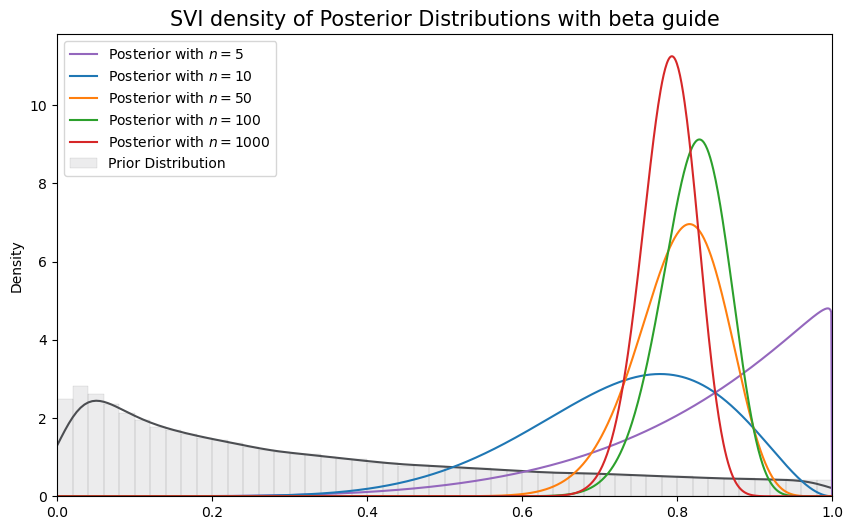 SVI density of Posterior Distributions with beta guide
Posterior with n = 5
Posterior with n = 10
Posterior with n = 50
Posterior with n = 100
Posterior with n = 1000
Prior Distribution
Density
10
8
6
4
2
0
0.0 0.2 0.4 0.6 0.8 1.0